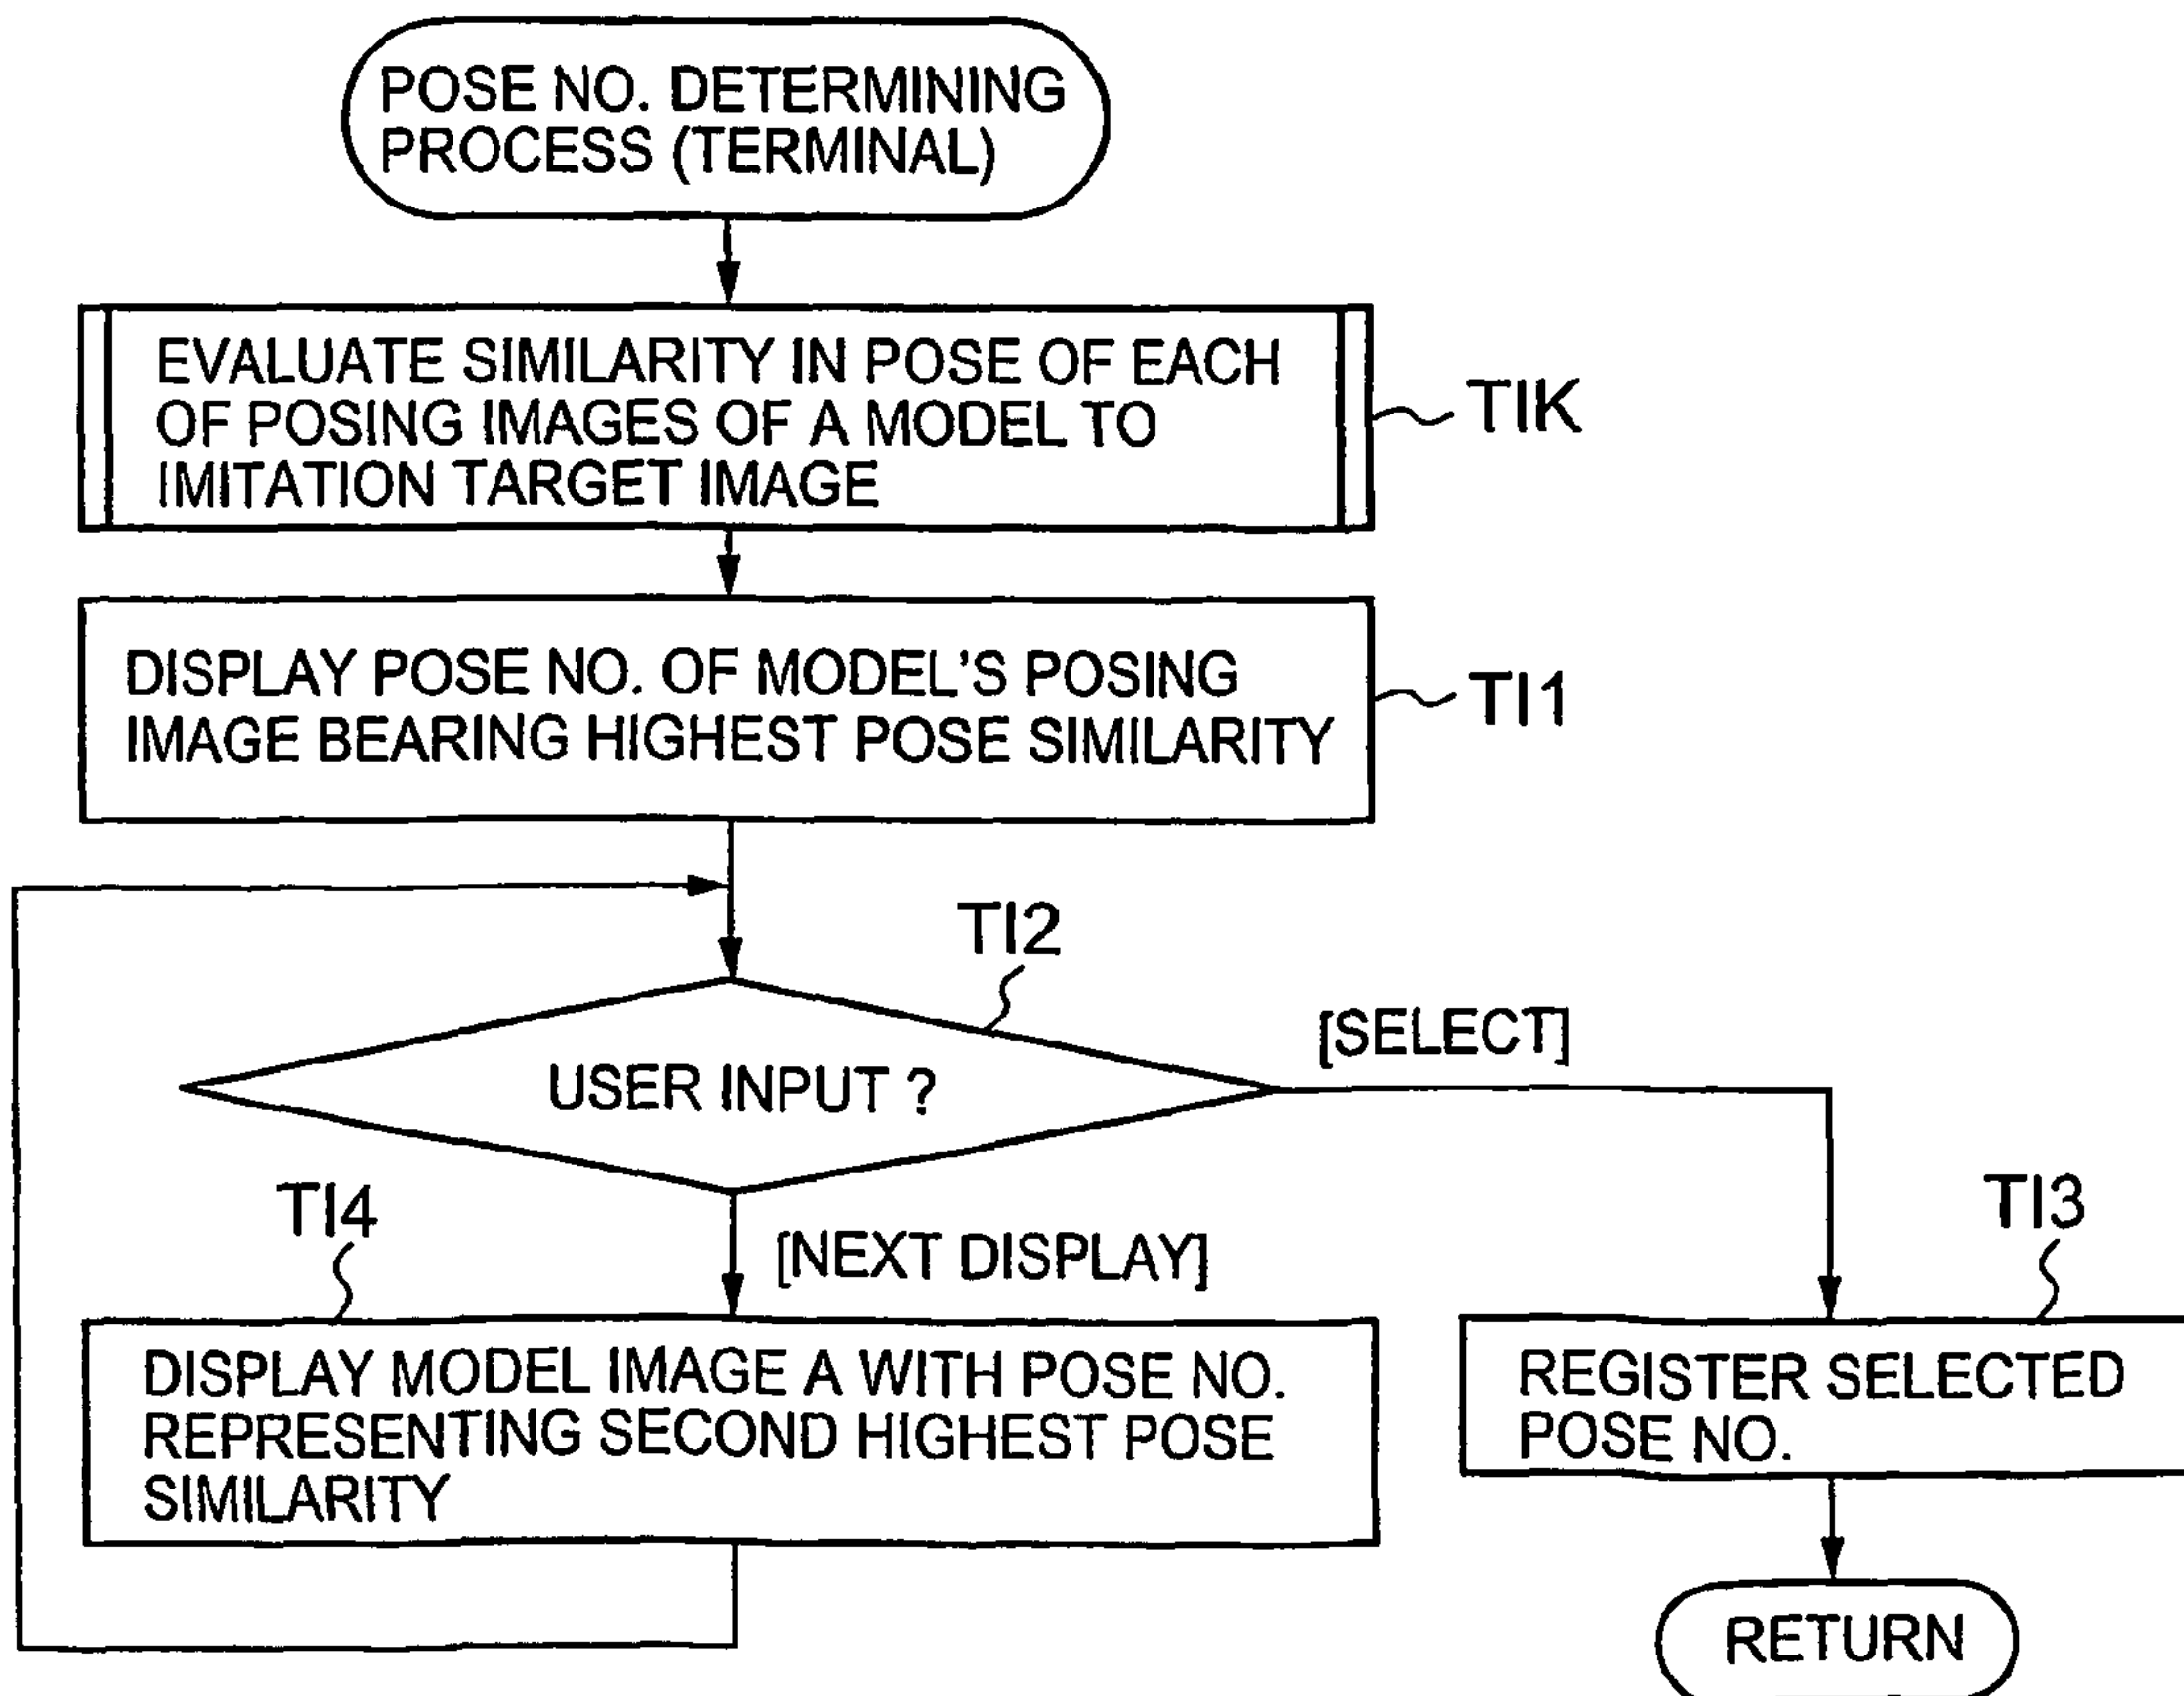 POSE NO. DETERMINING
PROCESS (TERMINAL)
EVALUATE SIMILARITY IN POSE OF EACH
OF POSING IMAGES OF A MODEL TO
IMITATION TARGET IMAGE
TIK
DISPLAY POSE NO. OF MODEL'S POSING
IMAGE BEARING HIGHEST POSE SIMILARITY
TI1
TI2
USER INPUT ?
[SELECT]
[NEXT DISPLAY]
TI4
DISPLAY MODEL IMAGE A WITH POSE NO.
REPRESENTING SECOND HIGHEST POSE
SIMILARITY
TI3
REGISTER SELECTED
POSE NO.
RETURN